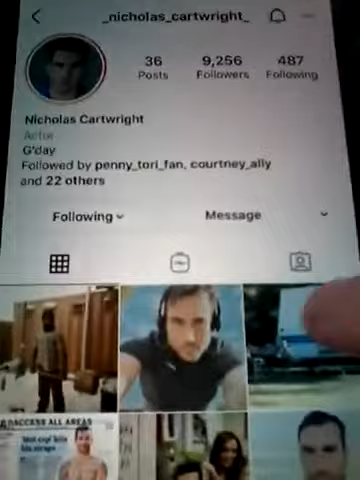 _nicholas_cartwright_
36
9,256
487
Posts
Followers
Following
Nicholas Cartwright
Actor
G'day
Followed by penny_tori_fan, courtney_ally
and 22 others
Following
Message
ACCESS ALL AREAS